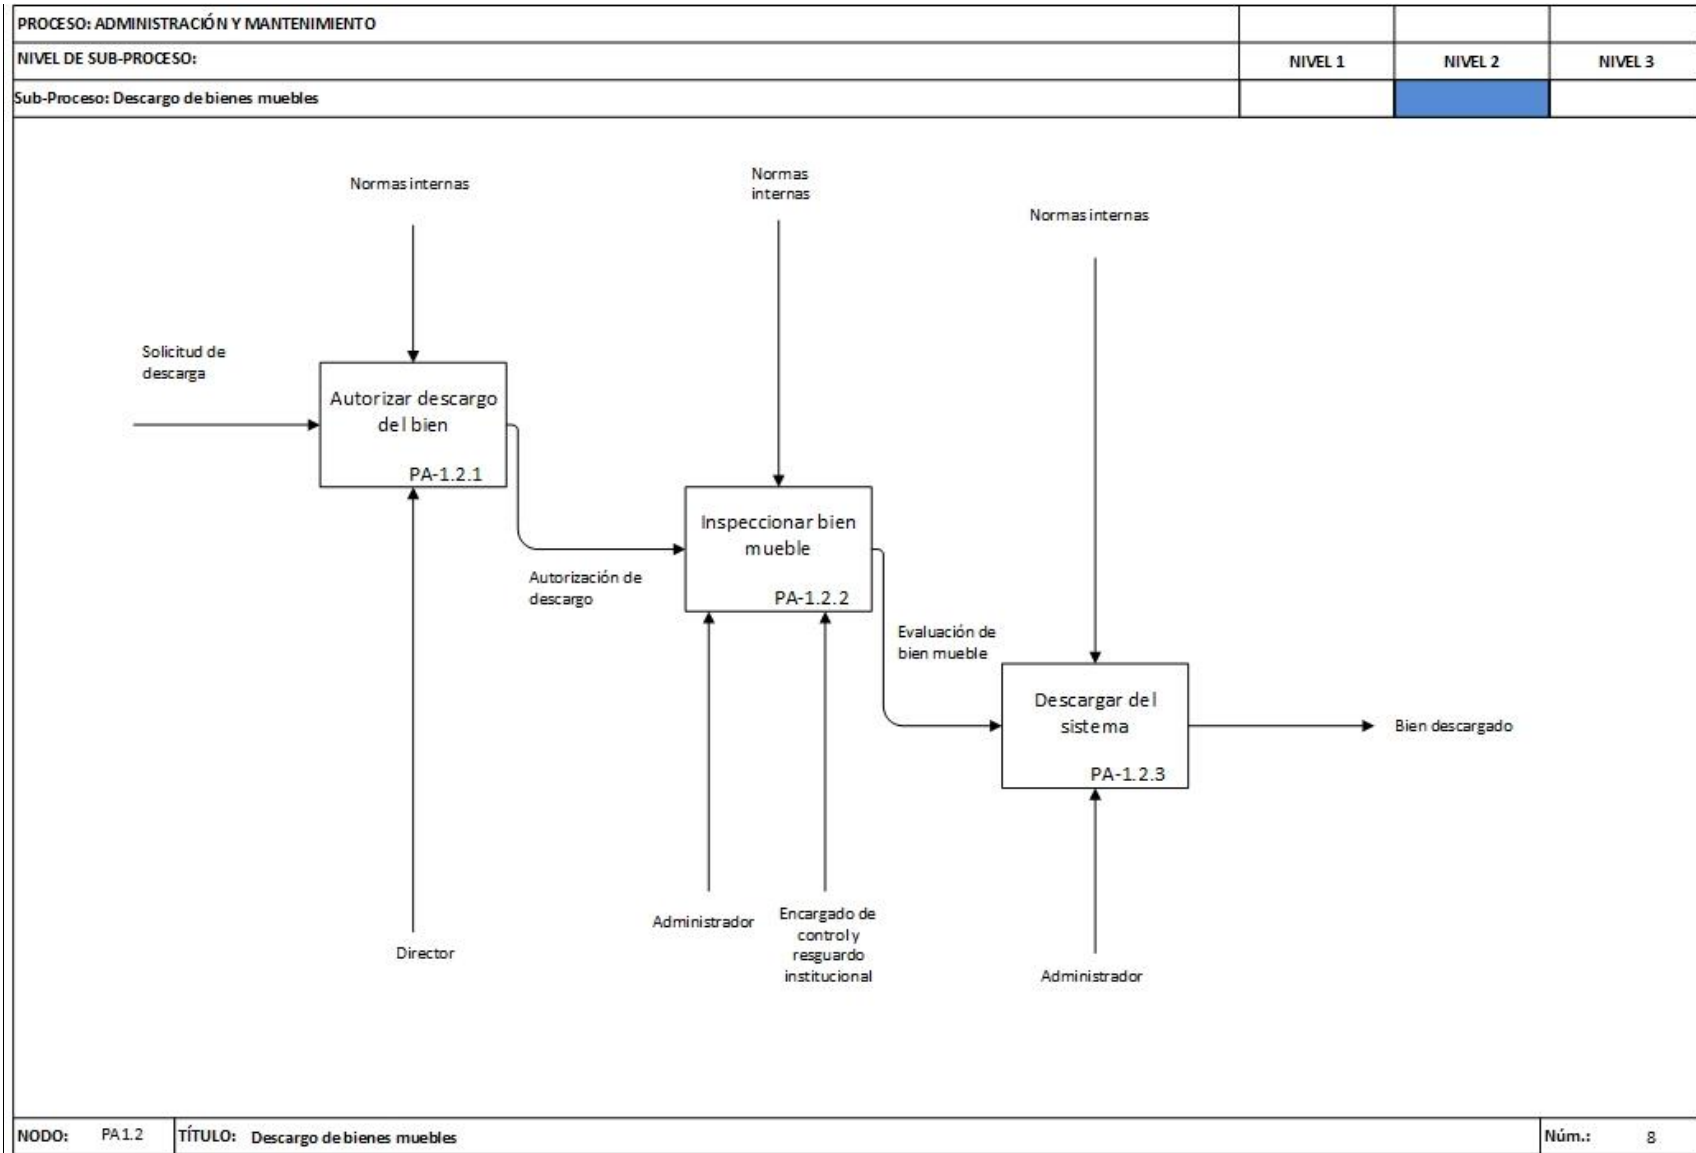 PROCESO: ADMINISTRACIÓN Y MANTENIMIENTO
NIVEL DE SUB-PROCESO:
NIVEL 1
NIVEL 2
NIVEL 3
Sub-Proceso: Descargo de bienes muebles
Normas internas
Normas
internas
Normas internas
Solicitud de
descarga
Autorizar descargo
del bien
PA-1.2.1
Inspeccionar bien
mueble
PA-1.2.2
Autorización de
descargo
Evaluación de
bien mueble
Descargar del
sistema
PA-1.2.3
Bien descargado
Director
Administrador
Encargado de
control y
resguardo
institucional
Administrador
NODO: PA1.2
TÍTULO: Descargo de bienes muebles
Núm.: 8